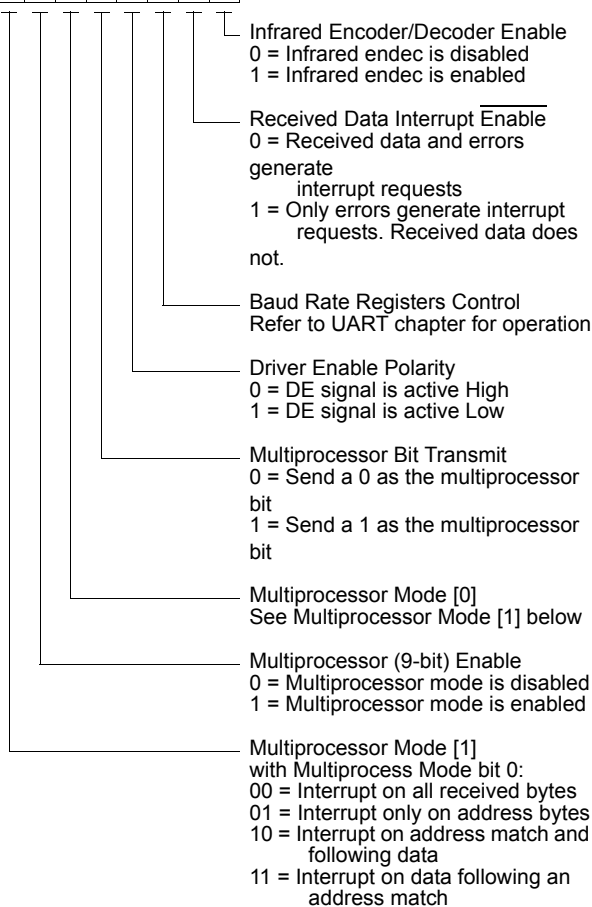 Infrared Encoder/Decoder Enable
0 = Infrared endec is disabled
1 = Infrared endec is enabled
Received Data Interrupt Enable
0 = Received data and errors
generate
interrupt requests
1 = Only errors generate interrupt
requests. Received data does
not.
Baud Rate Registers Control
Refer to UART chapter for operation
Driver Enable Polarity
0 = DE signal is active High
1 = DE signal is active Low
Multiprocessor Bit Transmit
0 = Send a 0 as the multiprocessor
bit
1 = Send a 1 as the multiprocessor
bit
Multiprocessor Mode [0]
See Multiprocessor Mode [1] below
Multiprocessor (9-bit) Enable
0 = Multiprocessor mode is disabled
1 = Multiprocessor mode is enabled
Multiprocessor Mode [1]
with Multiprocess Mode bit 0:
00 = Interrupt on all received bytes
01 = Interrupt only on address bytes
10 = Interrupt on address match and
following data
11 = Interrupt on data following an
address match